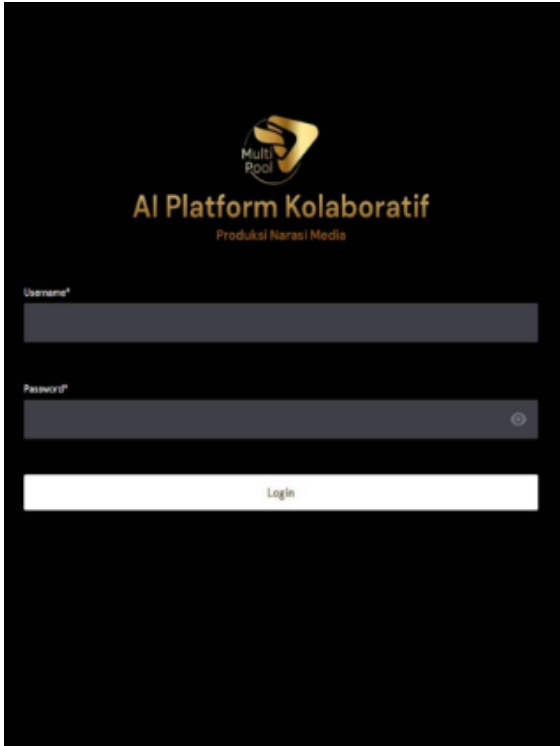 Multi
Pool
AI Platform Kolaboratif
Produksi Narasi Media
Username*
Password*
Login